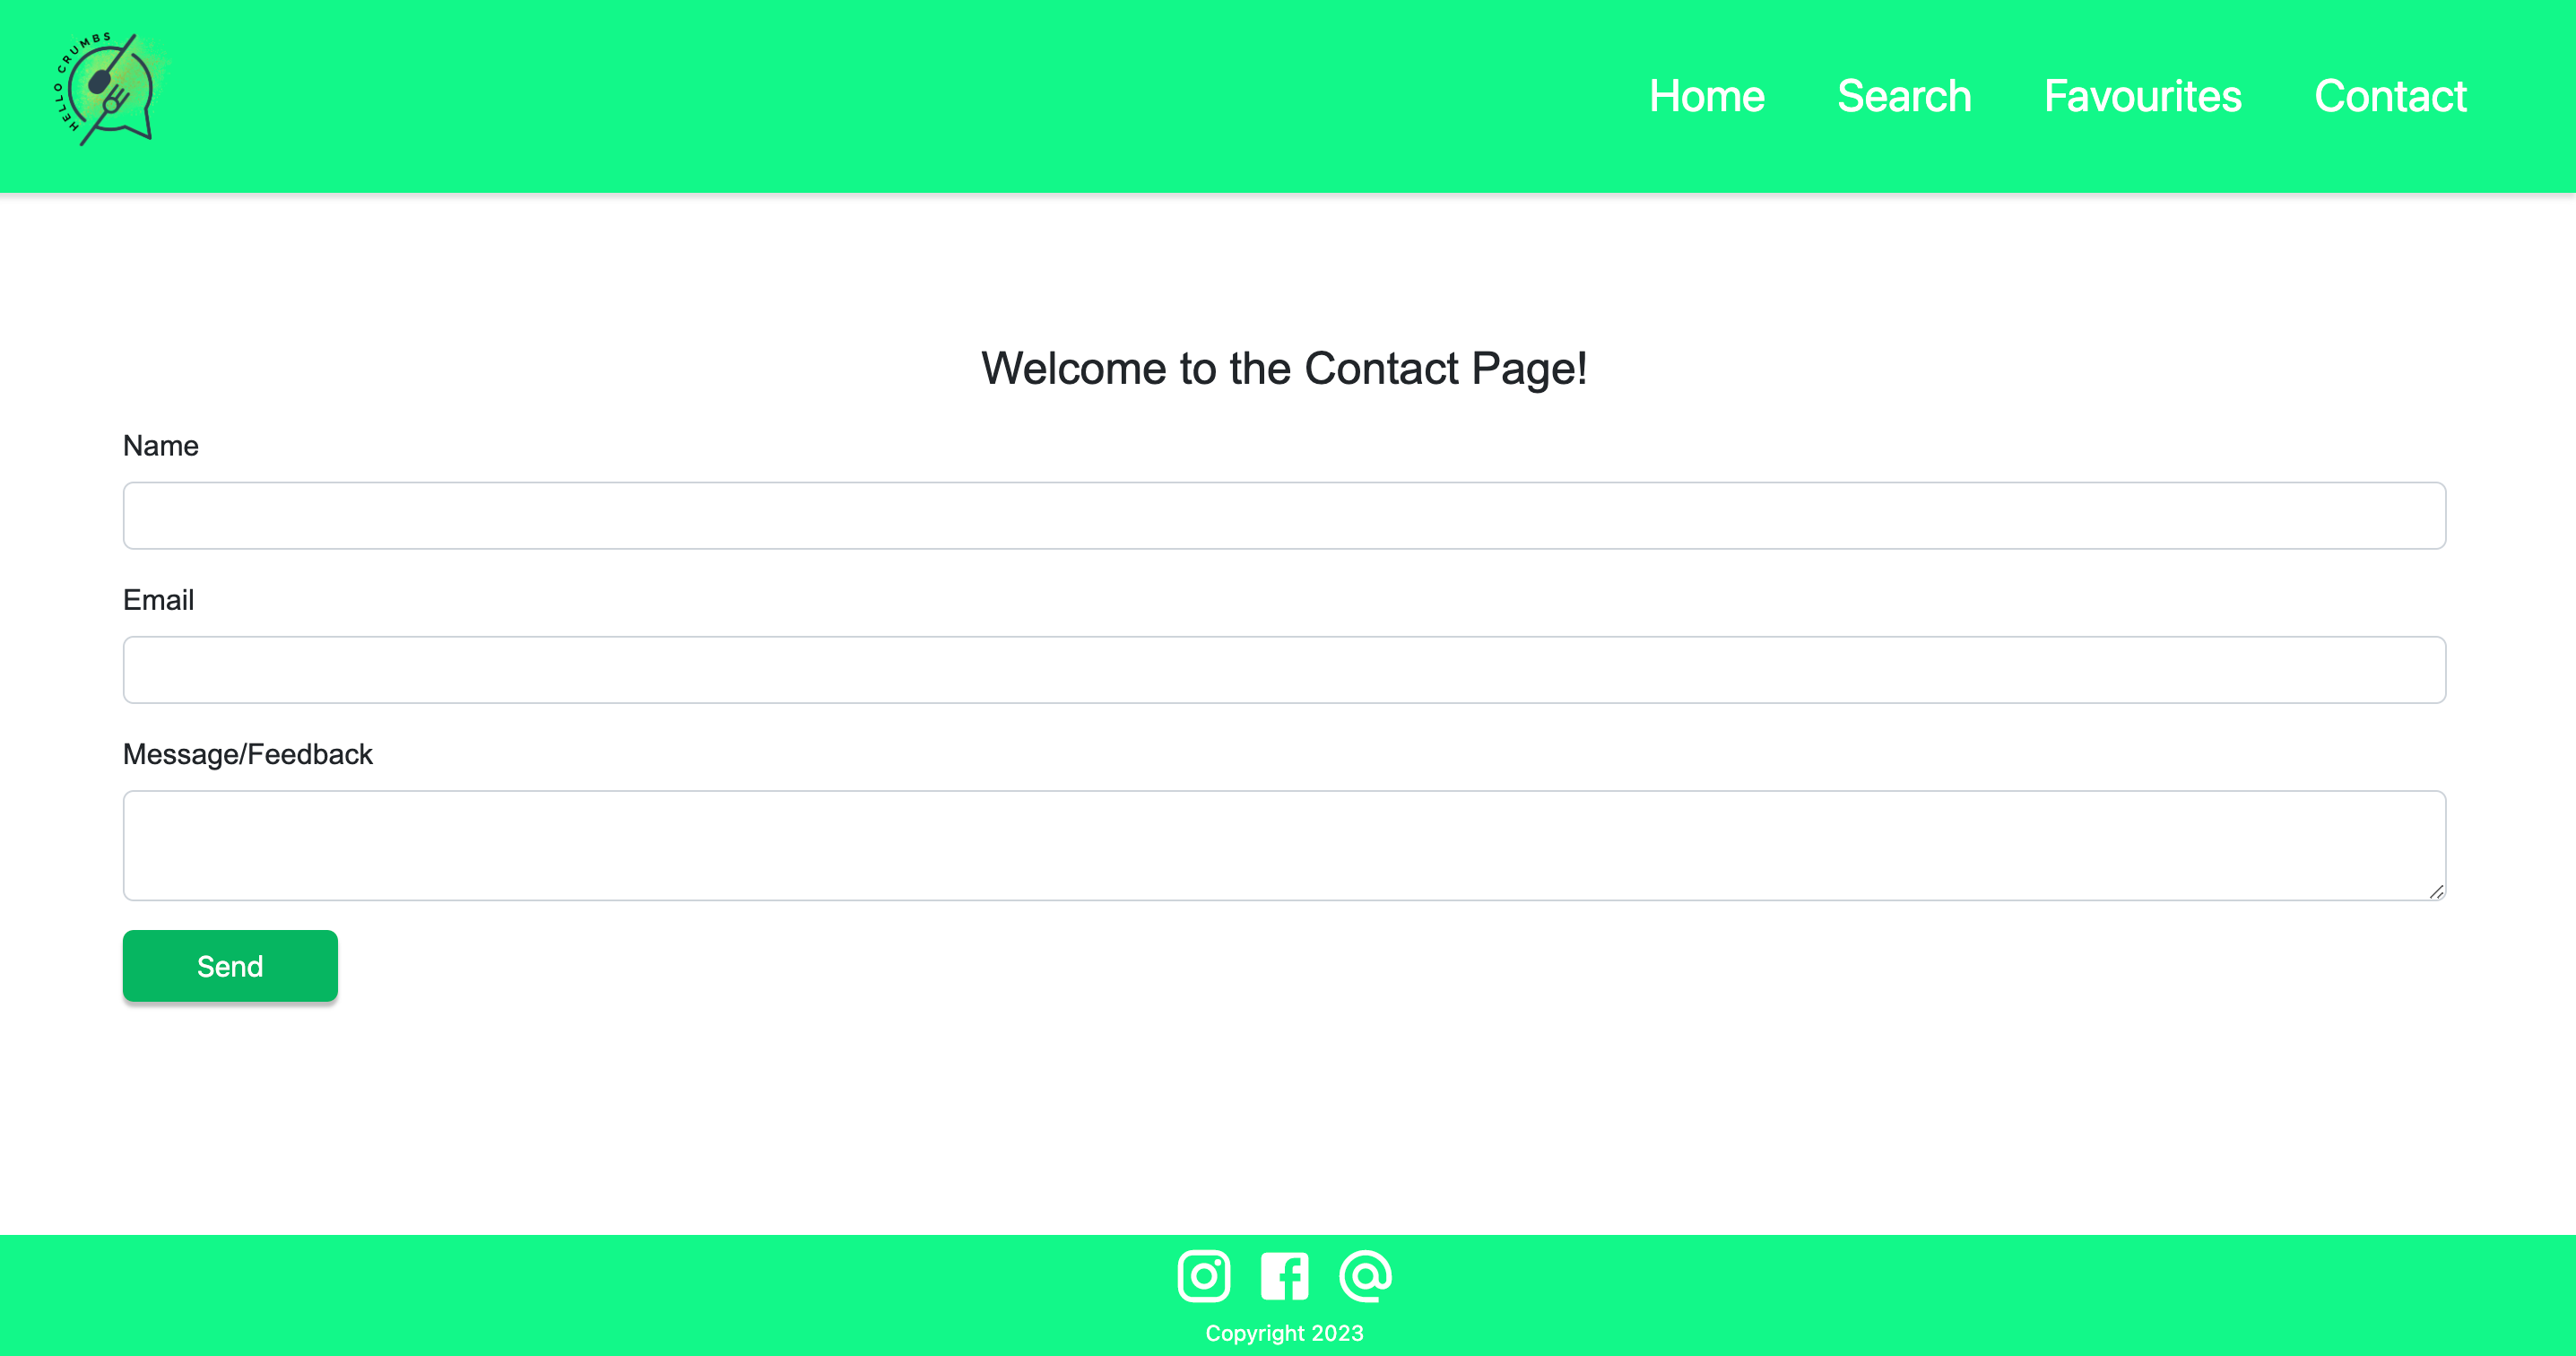 HELLO CRUMBS
Home Search Favourites Contact
Welcome to the Contact Page!
Name
Email
Message/Feedback
Send
Copyright 2023